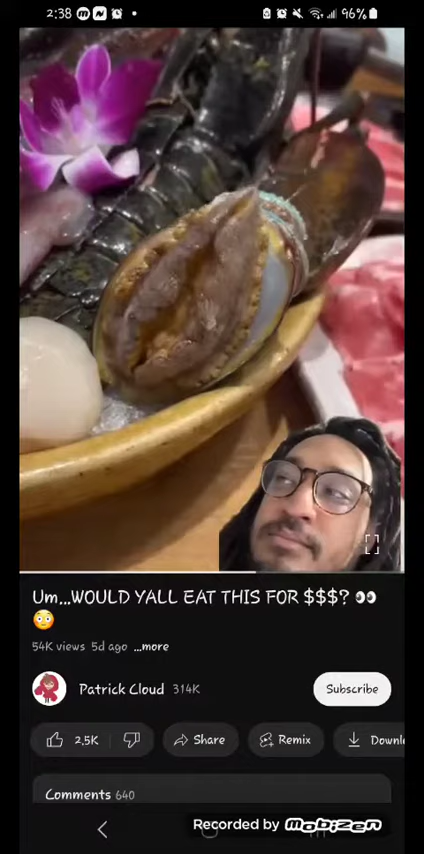 2:38
96%
Um...WOULD YALL EAT THIS FOR $$$? 👀
😳
54K views 5d ago ...more
Patrick Cloud 314K
Subscribe
2.5K
Share
Remix
Downl
Comments 640
Recorded by mobizen